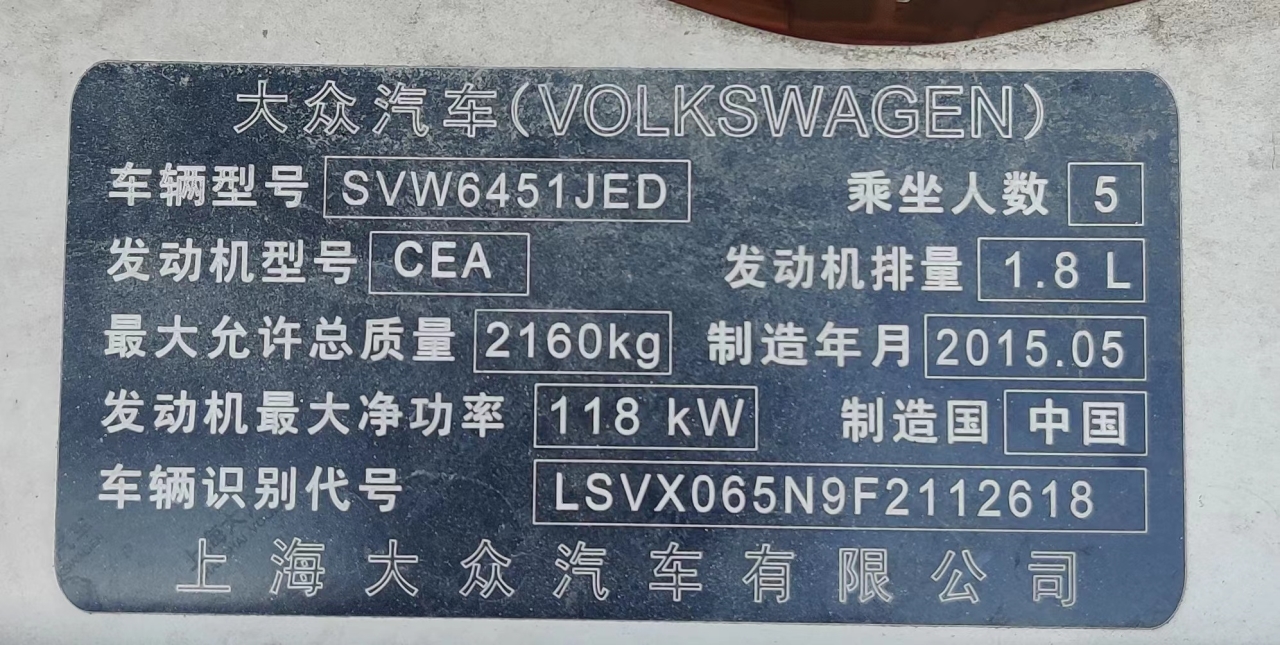 大众汽车(VOLKSWAGEN)
车辆型号 SVW6451JED 乘坐人数 5
发动机型号 CEA 发动机排量 1.8 L
最大允许总质量 2160kg 制造年月 2015.05
发动机最大净功率 118 kW 制造国 中国
车辆识别代号 LSVX065N9F2112618
上海大众汽车有限公司